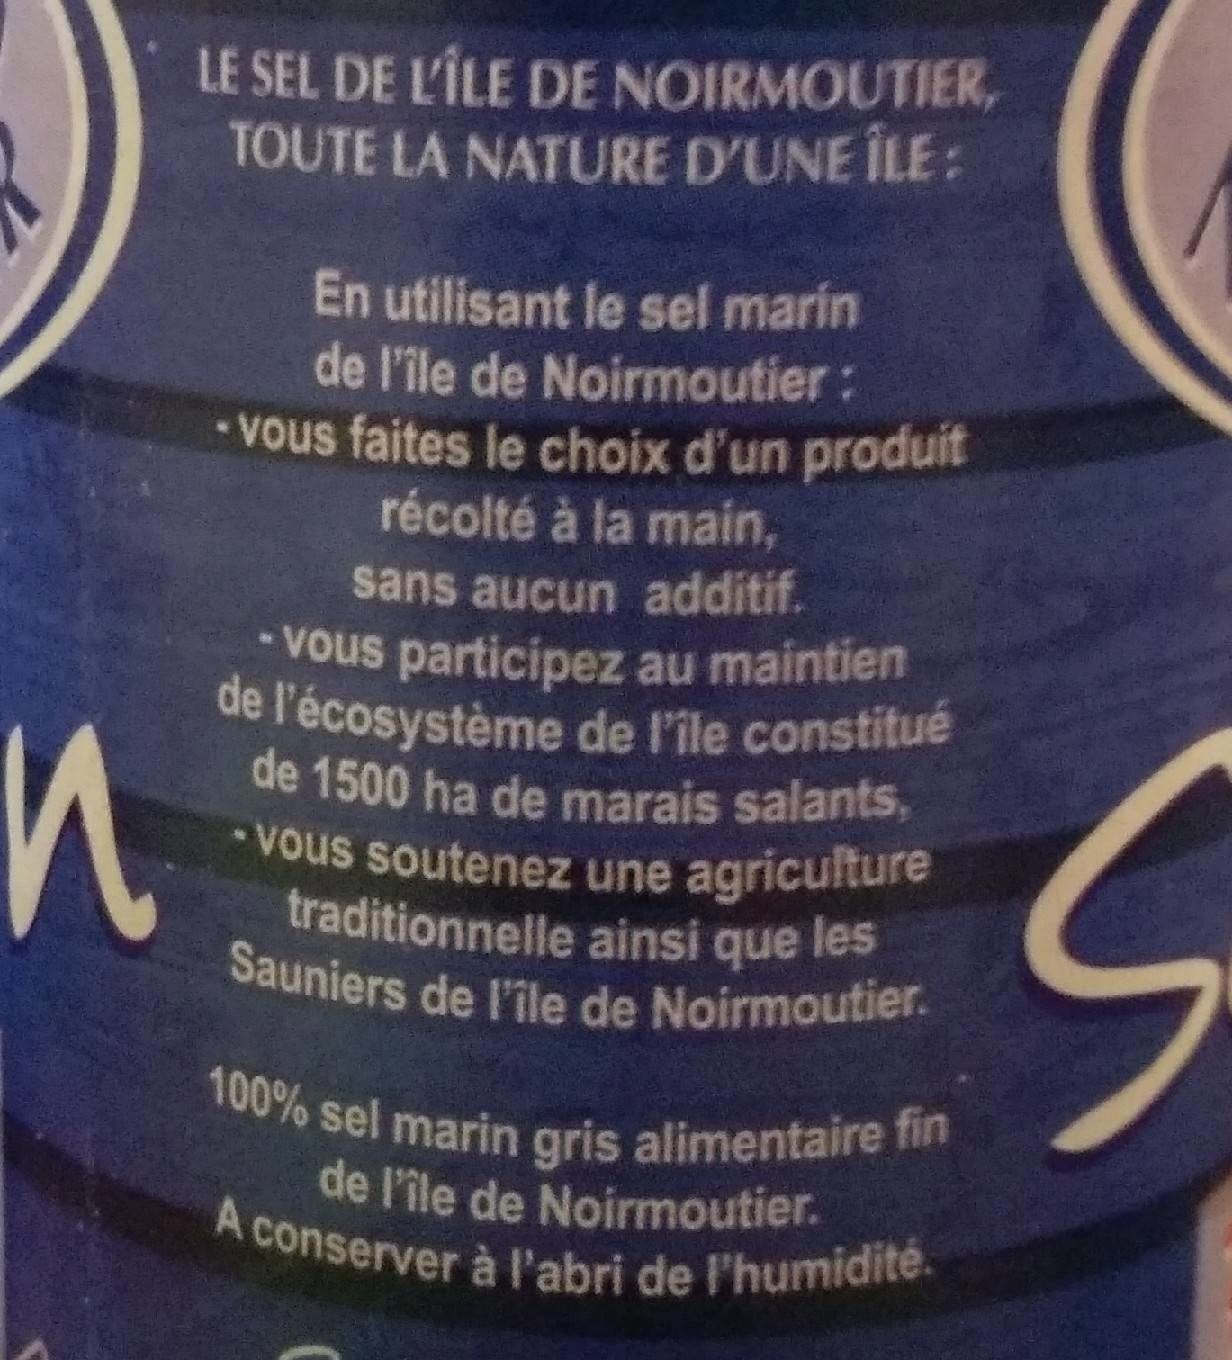 LE SEL DE L'ÎLE DE NOIRMOUTIER,
TOUTE LA NATURE D'UNE ÎLE :
En utilisant le sel marin
de l'île de Noirmoutier :
- vous faites le choix d'un produit
récolté à la main,
sans aucun additif.
- vous participez au maintien
de l'écosystème de l'île constitué
de 1500 ha de marais salants,
- vous soutenez une agriculture
traditionnelle ainsi que les
Sauniers de l'île de Noirmoutier.
100% sel marin gris alimentaire fin
de l'île de Noirmoutier.
A conserver à l'abri de l'humidité.